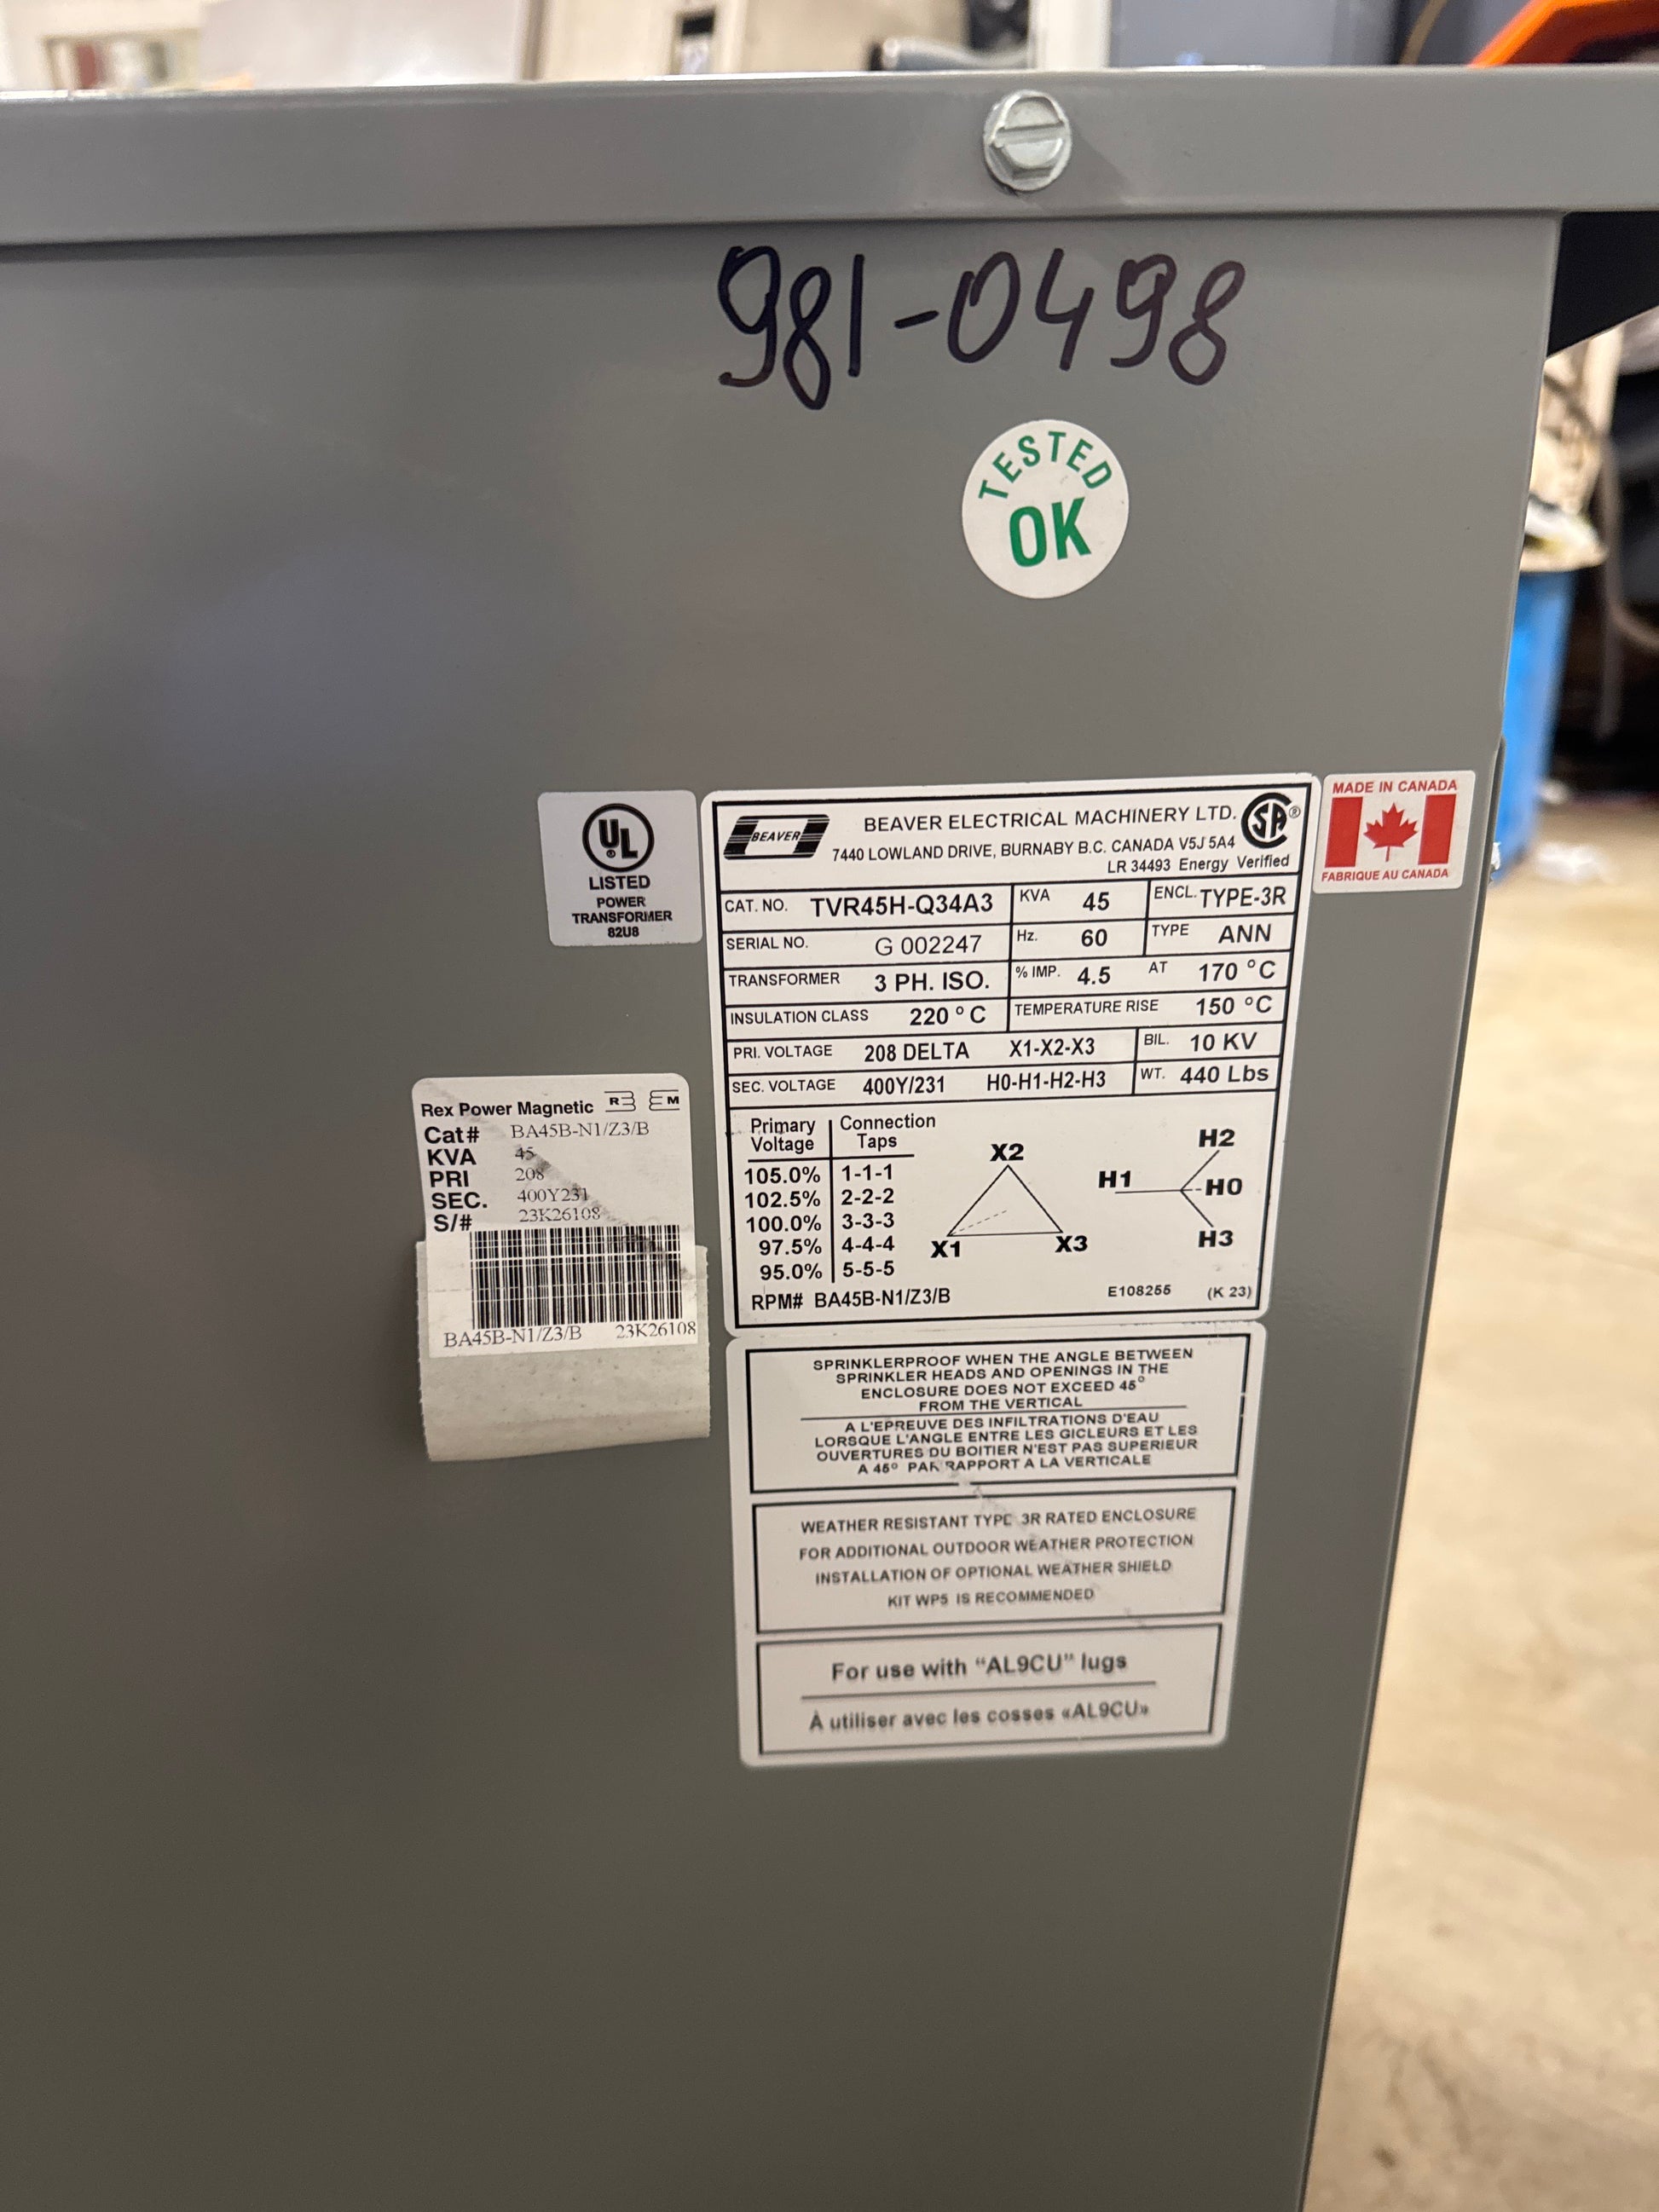 981-0498
TESTED
OK
UL
LISTED
POWER
TRANSFORMER
82U8
BEAVER
BEAVER ELECTRICAL MACHINERY LTD.
7440 LOWLAND DRIVE, BURNABY B.C. CANADA V5J 5A4
LR 34493 Energy Verified
SA ®
MADE IN CANADA
FABRIQUE AU CANADA
CAT. NO. TVR45H-Q34A3 KVA 45 ENCL. TYPE-3R
SERIAL NO. G 002247 Hz. 60 TYPE ANN
TRANSFORMER 3 PH. ISO. % IMP. 4.5 AT 170 °C
INSULATION CLASS 220 °C TEMPERATURE RISE 150 °C
PRI. VOLTAGE 208 DELTA X1-X2-X3 BIL. 10 KV
SEC. VOLTAGE 400Y/231 H0-H1-H2-H3 WT. 440 Lbs
Primary Voltage Connection Taps
105.0% 1-1-1
102.5% 2-2-2
100.0% 3-3-3
97.5% 4-4-4
95.0% 5-5-5
X2
X1 X3
H2
H1 H0
H3
RPM# BA45B-N1/Z3/B E108255 (K 23)
Rex Power Magnetic R EM
Cat# BA45B-N1/Z3/B
KVA 45
PRI 208
SEC. 400Y231
S/# 23K26108
BA45B-N1/Z3/B 23K26108
SPRINKLERPROOF WHEN THE ANGLE BETWEEN
SPRINKLER HEADS AND OPENINGS IN THE
ENCLOSURE DOES NOT EXCEED 45°
FROM THE VERTICAL
A L'EPREUVE DES INFILTRATIONS D'EAU
LORSQUE L'ANGLE ENTRE LES GICLEURS ET LES
OUVERTURES DU BOITIER N'EST PAS SUPERIEUR
A 45° PAR RAPPORT A LA VERTICALE
WEATHER RESISTANT TYPE 3R RATED ENCLOSURE
FOR ADDITIONAL OUTDOOR WEATHER PROTECTION
INSTALLATION OF OPTIONAL WEATHER SHIELD
KIT WP5 IS RECOMMENDED
For use with "AL9CU" lugs
À utiliser avec les cosses «AL9CU»